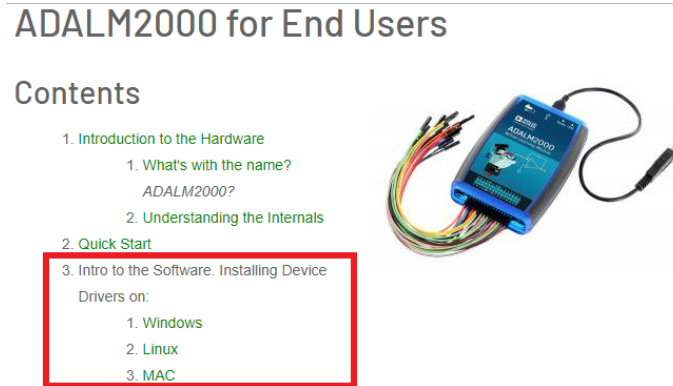 ADALM2000 for End Users
Contents
1. Introduction to the Hardware
1. What's with the name?
ADALM2000?
2. Understanding the Internals
2. Quick Start
3. Intro to the Software. Installing Device
Drivers on:
1. Windows
2. Linux
3. MAC
ADALM2000